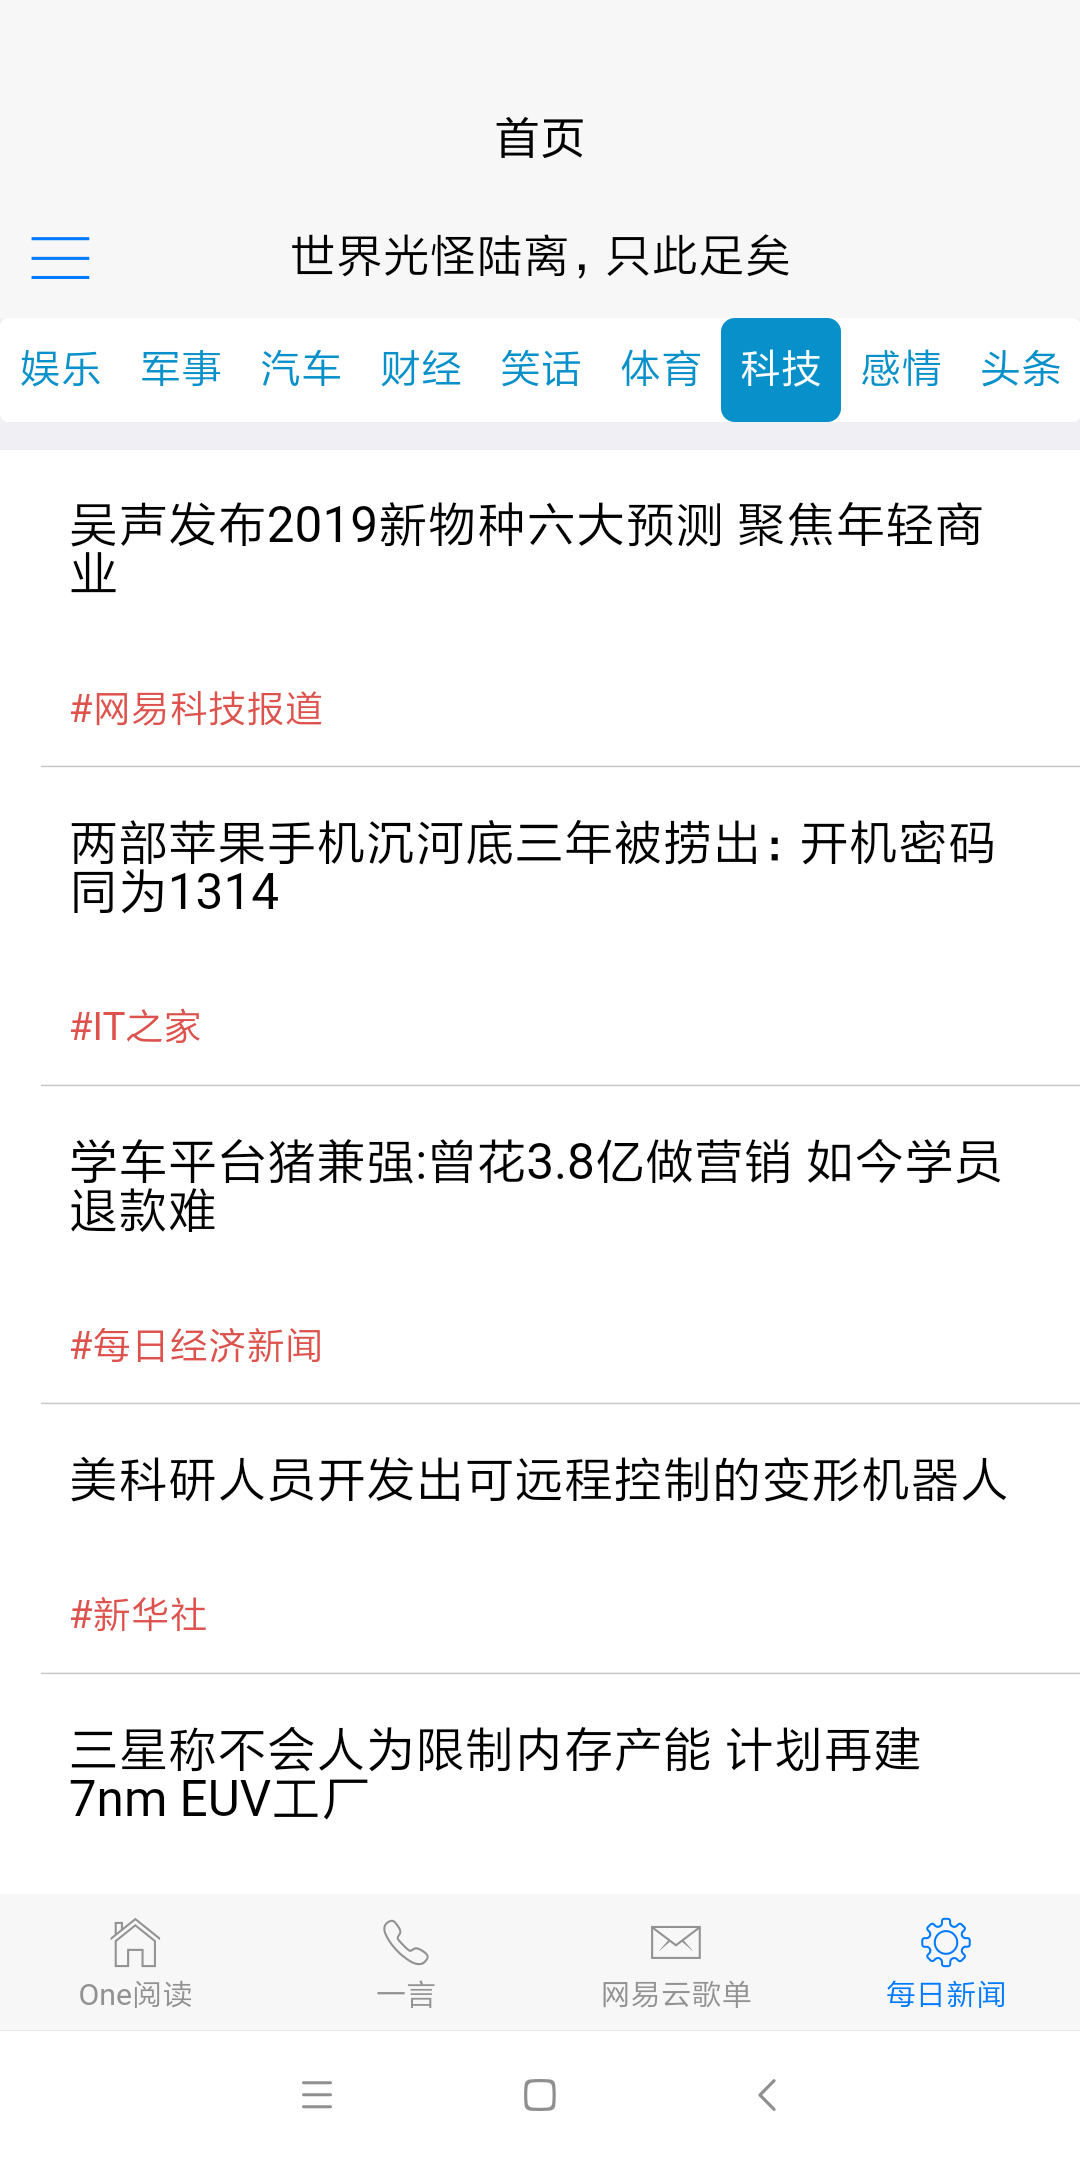 首页
世界光怪陆离，只此足矣
娱乐 军事 汽车 财经 笑话 体育 科技 感情 头条
吴声发布2019新物种六大预测 聚焦年轻商
业
#网易科技报道
两部苹果手机沉河底三年被捞出：开机密码
同为1314
#IT之家
学车平台猪兼强:曾花3.8亿做营销 如今学员
退款难
#每日经济新闻
美科研人员开发出可远程控制的变形机器人
#新华社
三星称不会人为限制内存产能 计划再建
7nm EUV工厂
One阅读 一言 网易云歌单 每日新闻